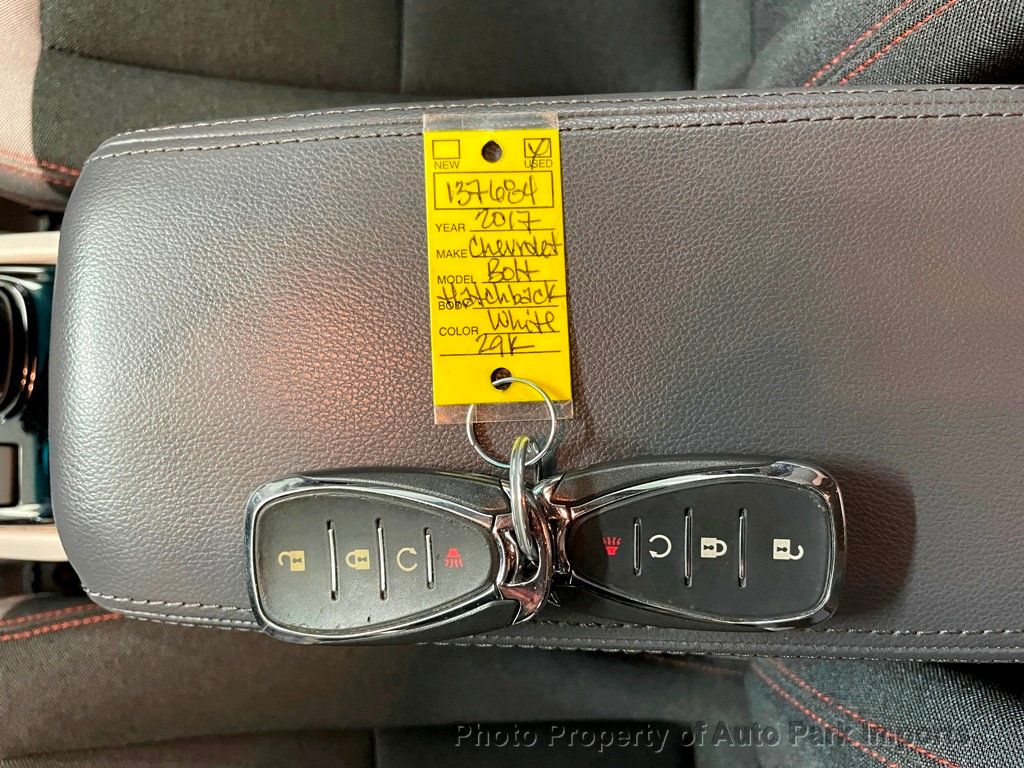 NEW USED
137684
YEAR 2017
MAKE Chevrolet
MODEL Bolt
BODY Hatchback
COLOR White
29K
Photo Property of Auto Park Imports